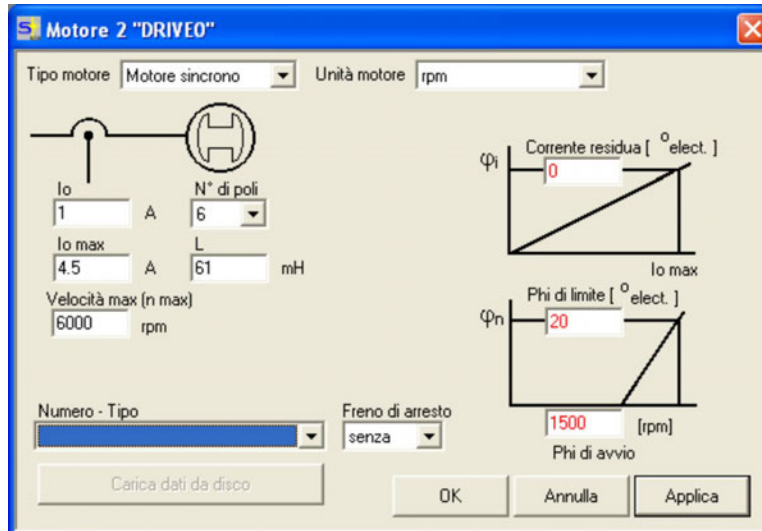 Motore 2 "DRIVE0"
Tipo motore Motore sincrono Unità motore rpm
φi Corrente residua [ °elect. ]
0
Io max
Io N° di poli
1 A 6
Io max L
4.5 A 61 mH
Velocità max (n max)
6000 rpm
φn Phi di limite [ °elect. ]
20
1500 [rpm]
Phi di avvio
Numero - Tipo Freno di arresto
senza
Carica dati da disco OK Annulla Applica